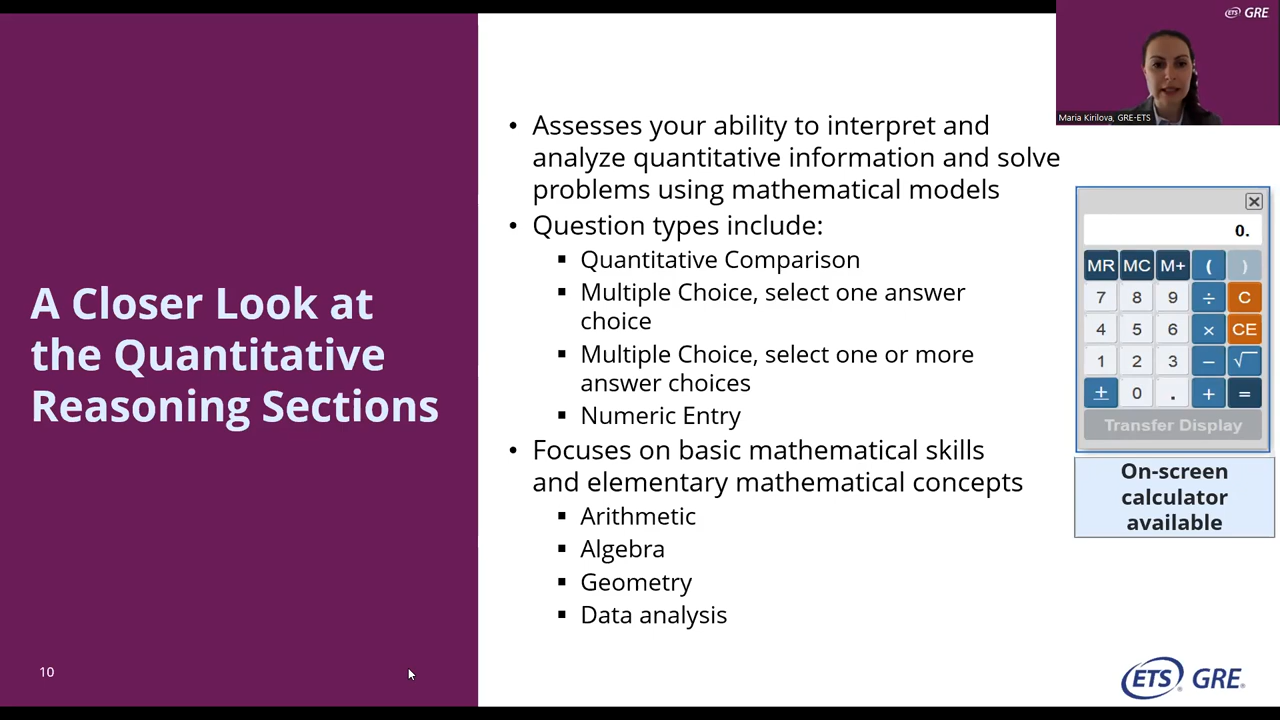 A Closer Look at
the Quantitative
Reasoning Sections
10
• Assesses your ability to interpret and
analyze quantitative information and solve
problems using mathematical models
• Question types include:
▪ Quantitative Comparison
▪ Multiple Choice, select one answer
choice
▪ Multiple Choice, select one or more
answer choices
▪ Numeric Entry
• Focuses on basic mathematical skills
and elementary mathematical concepts
▪ Arithmetic
▪ Algebra
▪ Geometry
▪ Data analysis
ETS GRE
Maria Kirilova, GRE-ETS
0.
MR MC M+ ( )
7 8 9 ÷ C
4 5 6 × CE
1 2 3 − √
± 0 . + =
Transfer Display
On-screen
calculator
available
ETS® GRE®